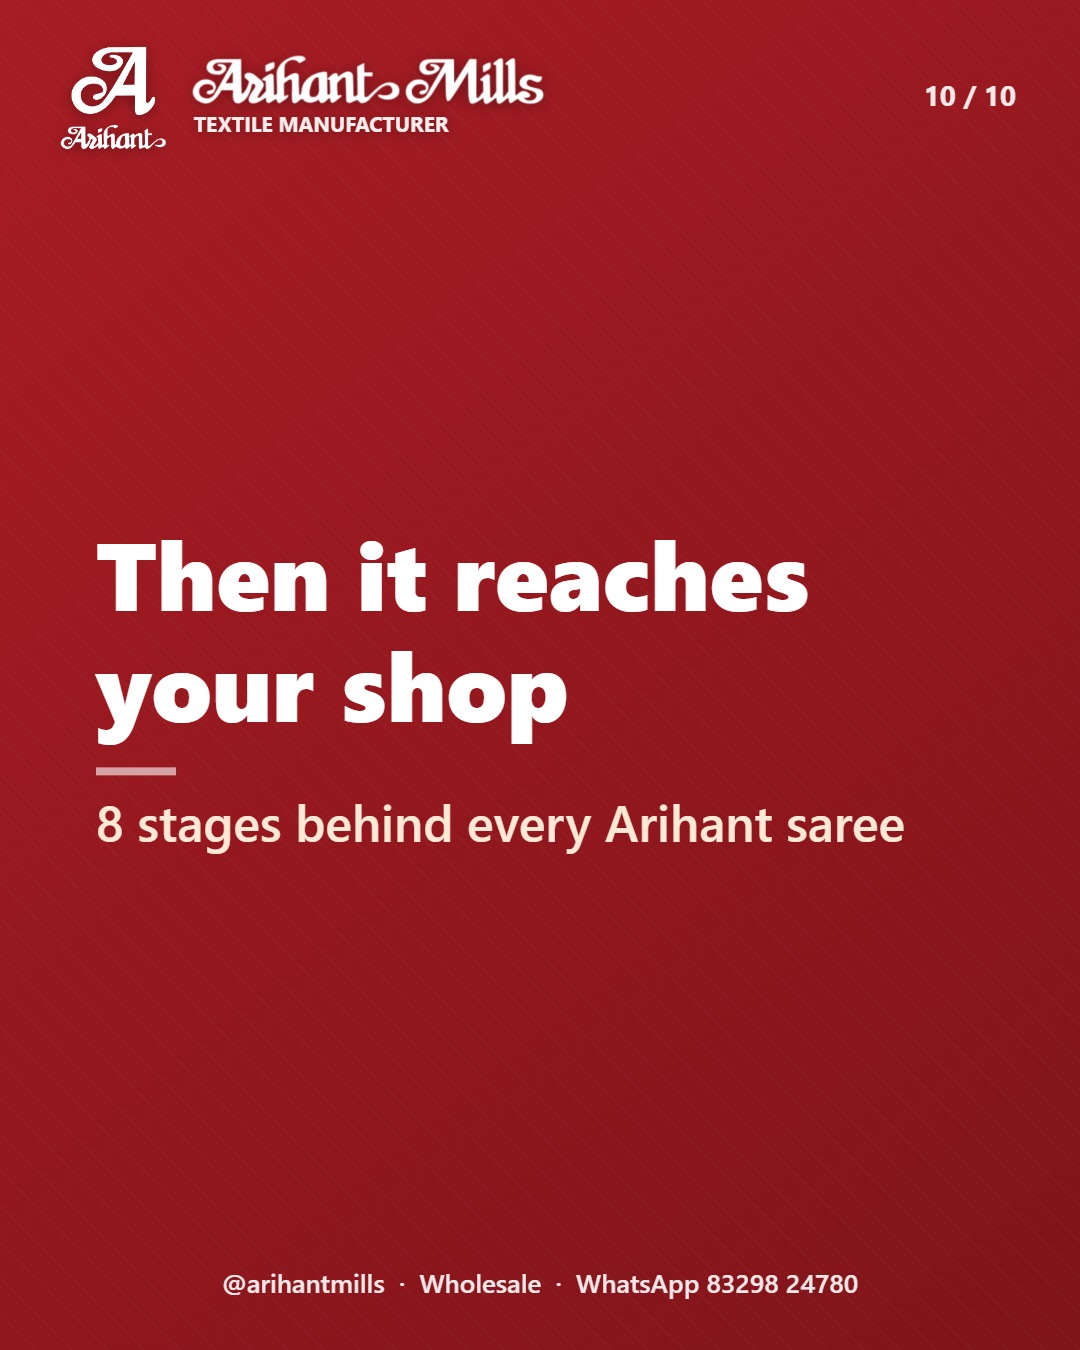 A
Arihant
Arihant Mills
TEXTILE MANUFACTURER
10 / 10
Then it reaches
your shop
8 stages behind every Arihant saree
@arihantmills · Wholesale · WhatsApp 83298 24780